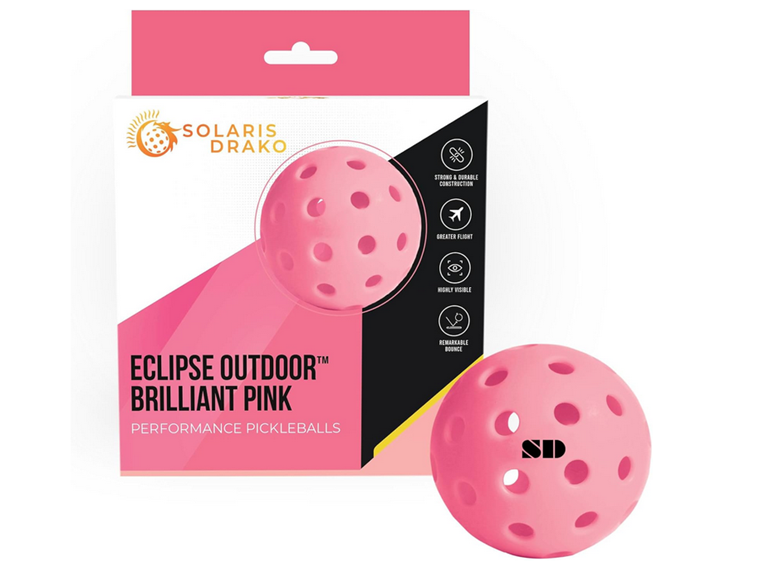 SOLARIS
DRAKO
STRONG & DURABLE
CONSTRUCTION
GREATER FLIGHT
HIGHLY VISIBLE
REMARKABLE
BOUNCE
ECLIPSE OUTDOOR™
BRILLIANT PINK
PERFORMANCE PICKLEBALLS
SD